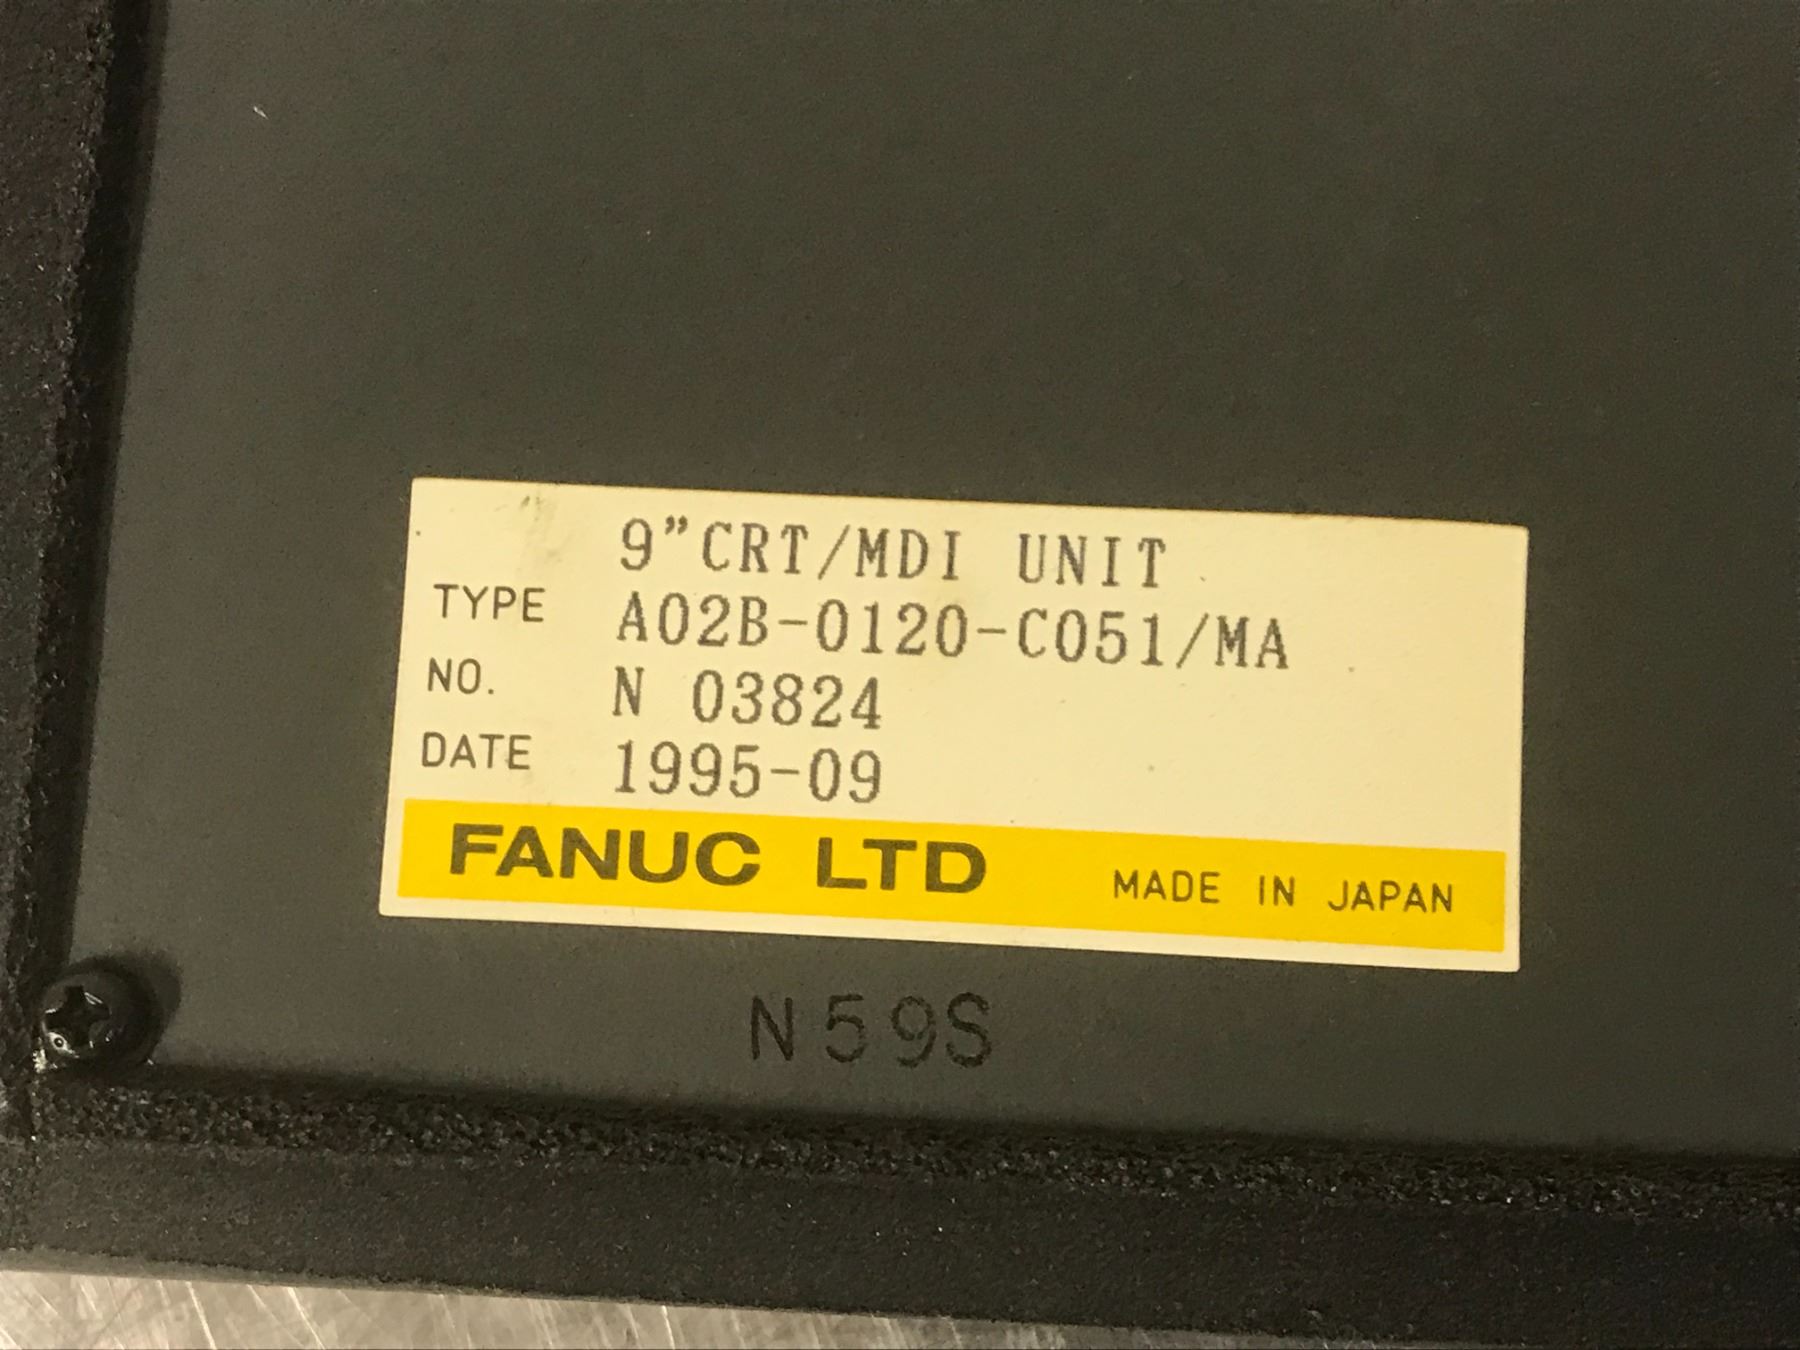 9"CRT/MDI UNIT
TYPE A02B-0120-C051/MA
NO. N 03824
DATE 1995-09
FANUC LTD MADE IN JAPAN
N59S